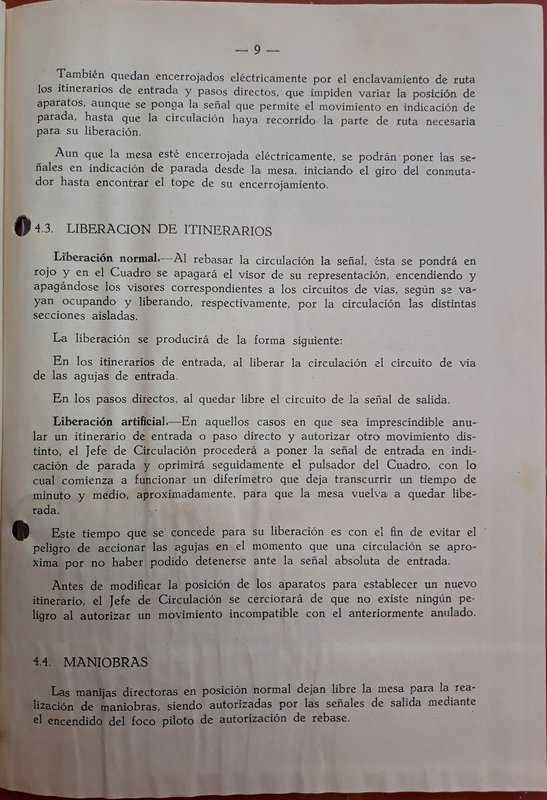 — 9 —
También quedan encerrojados eléctricamente por el enclavamiento de ruta
los itinerarios de entrada y pasos directos, que impiden variar la posición de
aparatos, aunque se ponga la señal que permite el movimiento en indicación de
parada, hasta que la circulación haya recorrido la parte de ruta necesaria
para su liberación.
Aun que la mesa esté encerrojada eléctricamente, se podrán poner las se-
ñales en indicación de parada desde la mesa, iniciando el giro del conmuta-
dor hasta encontrar el tope de su encerrojamiento.
4.3. LIBERACION DE ITINERARIOS
Liberación normal.—Al rebasar la circulación la señal, ésta se pondrá en
rojo y en el Cuadro se apagará el visor de su representación, encendiendo y
apagándose los visores correspondientes a los circuitos de vías, según se va-
yan ocupando y liberando, respectivamente, por la circulación las distintas
secciones aisladas.
La liberación se producirá de la forma siguiente:
En los itinerarios de entrada, al liberar la circulación el circuito de vía
de las agujas de entrada.
En los pasos directos, al quedar libre el circuito de la señal de salida.
Liberación artificial.—En aquellos casos en que sea imprescindible anu-
lar un itinerario de entrada o paso directo y autorizar otro movimiento dis-
tinto, el Jefe de Circulación procederá a poner la señal de entrada en indi-
cación de parada y oprimirá seguidamente el pulsador del Cuadro, con lo
cual comienza a funcionar un diferímetro que deja transcurrir un tiempo de
minuto y medio, aproximadamente, para que la mesa vuelva a quedar libe-
rada.
Este tiempo que se concede para su liberación es con el fin de evitar el
peligro de accionar las agujas en el momento que una circulación se apro-
xima por no haber podido detenerse ante la señal absoluta de entrada.
Antes de modificar la posición de los aparatos para establecer un nuevo
itinerario, el Jefe de Circulación se cerciorará de que no existe ningún pe-
ligro al autorizar un movimiento incompatible con el anteriormente anulado.
4.4. MANIOBRAS
Las manijas directoras en posición normal dejan libre la mesa para la rea-
lización de maniobras, siendo autorizadas por las señales de salida mediante
el encendido del foco piloto de autorización de rebase.